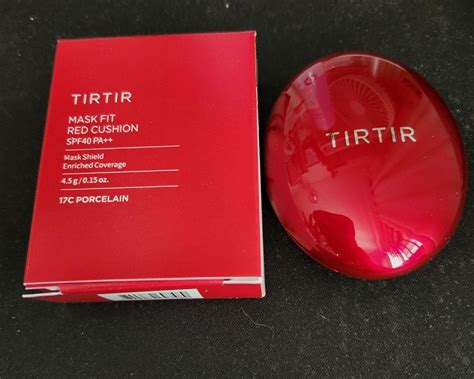 TIRTIR
MASK FIT
RED CUSHION
SPF40 PA++
Mask Shield
Enriched Coverage
4.5 g / 0.15 oz.
17C PORCELAIN
TIRTIR